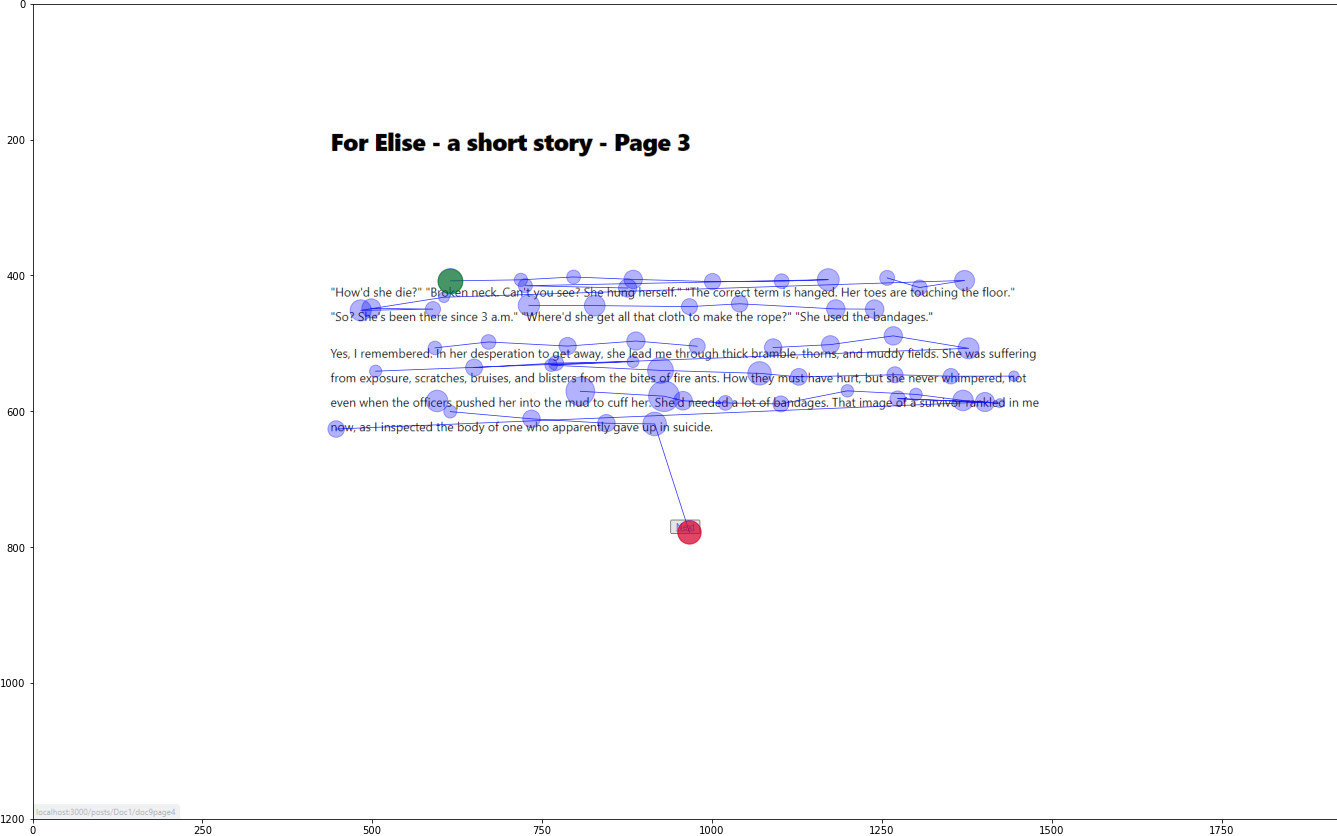 For Elise - a short story - Page 3
"How'd she die?" "Broken neck. Can't you see? She hung herself." "The correct term is hanged. Her toes are touching the floor."
"So? She's been there since 3 a.m." "Where'd she get all that cloth to make the rope?" "She used the bandages."
Yes, I remembered. In her desperation to get away, she lead me through thick bramble, thorns, and muddy fields. She was suffering
from exposure, scratches, bruises, and blisters from the bites of fire ants. How they must have hurt, but she never whimpered, not
even when the officers pushed her into the mud to cuff her. She'd needed a lot of bandages. That image of a survivor rankled in me
now, as I inspected the body of one who apparently gave up in suicide.
localhost:3000/posts/Doc1/doc9page4
0
200
400
600
800
1000
1200
0 250 500 750 1000 1250 1500 1750